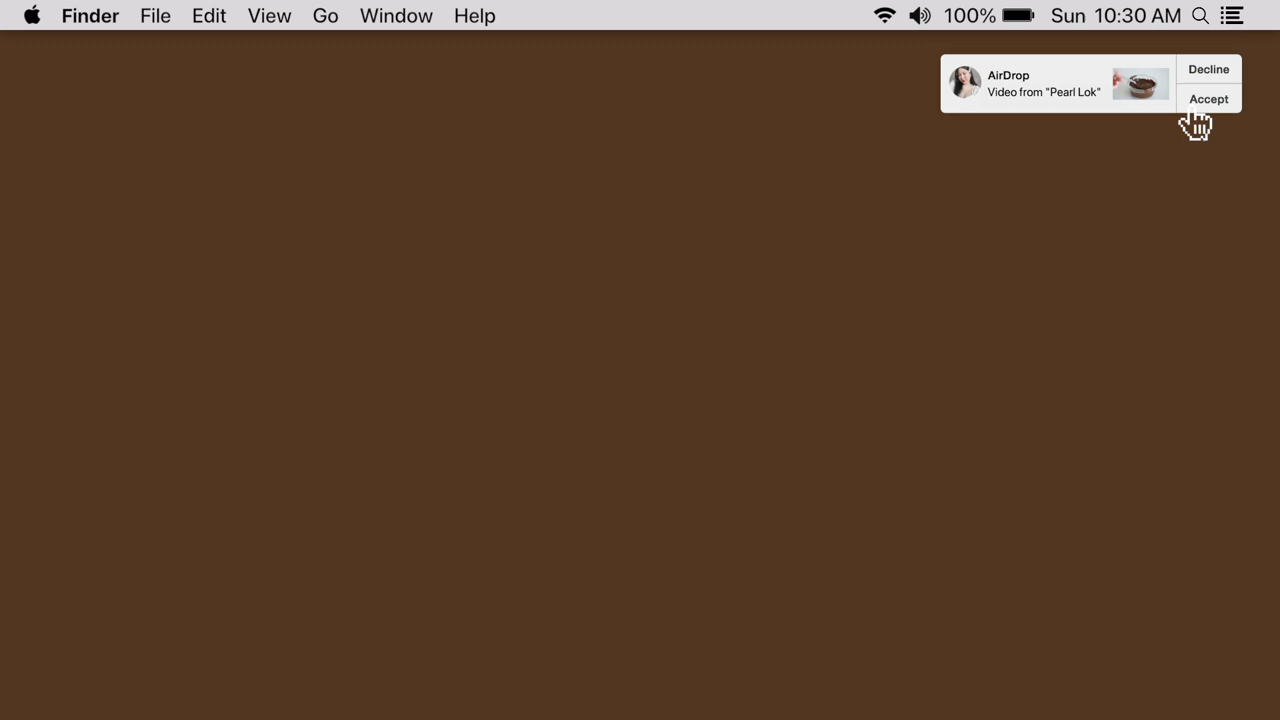 Finder File Edit View Go Window Help 100% Sun 10:30 AM
AirDrop
Video from "Pearl Lok"
Decline
Accept